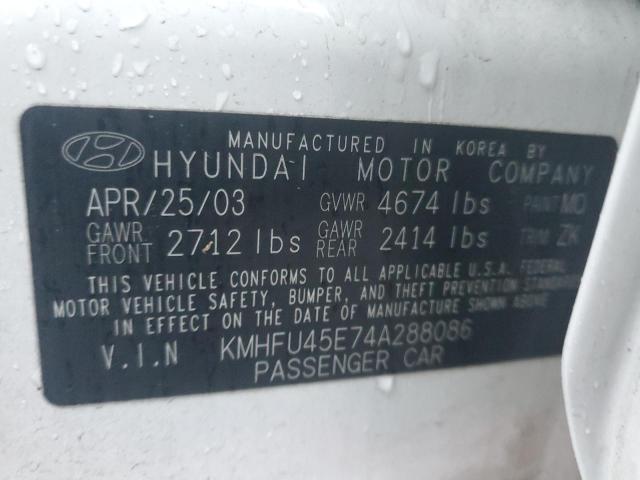 MANUFACTURED IN KOREA BY
HYUNDAI MOTOR COMPANY
APR/25/03 GVWR 4674 lbs PAINT MO
GAWR FRONT 2712 lbs GAWR REAR 2414 lbs TRIM ZK
THIS VEHICLE CONFORMS TO ALL APPLICABLE U.S.A. FEDERAL
MOTOR VEHICLE SAFETY, BUMPER, AND THEFT PREVENTION STANDARDS
IN EFFECT ON THE DATE OF MANUFACTURE SHOWN ABOVE
V.I.N KMHFU45E74A288086
PASSENGER CAR